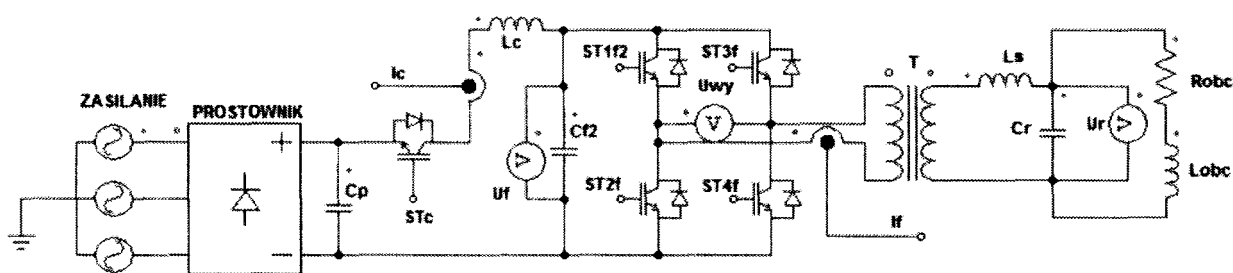 ZASILANIE
PROSTOWNIK
+
−
Cp
STc
Ic
Lc
Uf
Cf2
ST1f2
ST3f
Uwy
V
V
ST2f
ST4f
If
T
Ls
Cr
Ur
V
Robc
Lobc